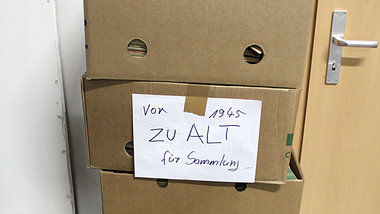 Vor 1945
ZU ALT
für Sammlung